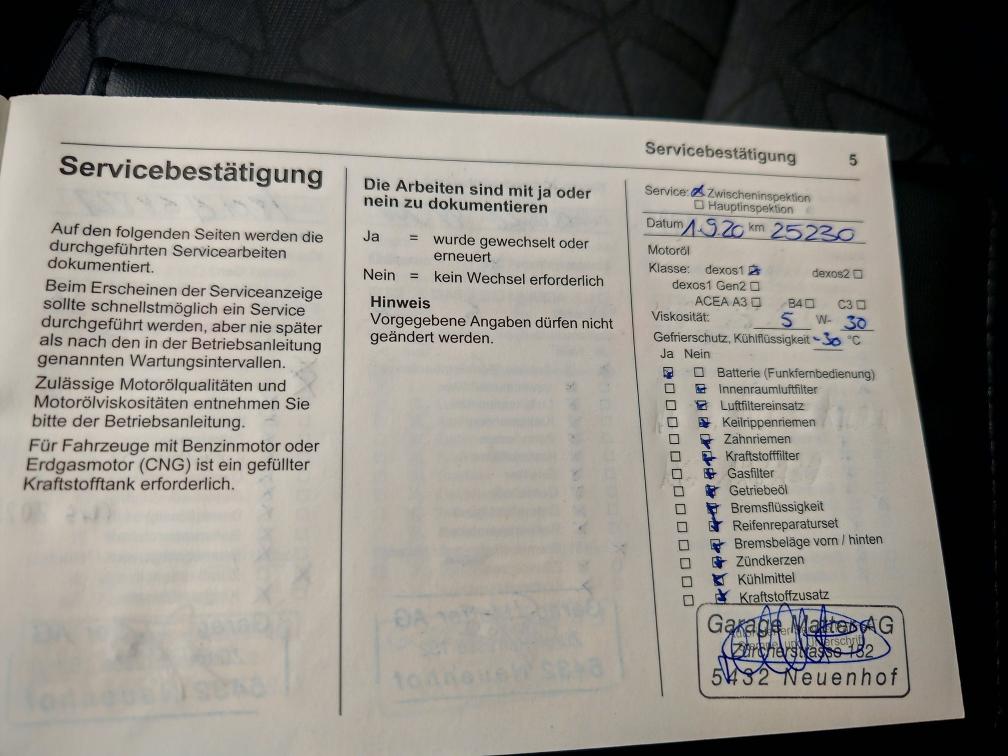 Servicebestätigung 5
Servicebestätigung
Auf den folgenden Seiten werden die
durchgeführten Servicearbeiten
dokumentiert.
Beim Erscheinen der Serviceanzeige
sollte schnellstmöglich ein Service
durchgeführt werden, aber nie später
als nach den in der Betriebsanleitung
genannten Wartungsintervallen.
Zulässige Motorölqualitäten und
Motorölviskositäten entnehmen Sie
bitte der Betriebsanleitung.
Für Fahrzeuge mit Benzinmotor oder
Erdgasmotor (CNG) ist ein gefüllter
Kraftstofftank erforderlich.
Die Arbeiten sind mit ja oder
nein zu dokumentieren
Ja = wurde gewechselt oder
erneuert
Nein = kein Wechsel erforderlich
Hinweis
Vorgegebene Angaben dürfen nicht
geändert werden.
Service: Zwischeninspektion
Hauptinspektion
Datum 1.9.20 km 25230
Motoröl
Klasse: dexos1 dexos2
dexos1 Gen2
ACEA A3 B4 C3
Viskosität: 5 W- 30
Gefrierschutz, Kühlflüssigkeit -30 °C
Ja Nein
Batterie (Funkfernbedienung)
Innenraumluftfilter
Luftfiltereinsatz
Keilrippenriemen
Zahnriemen
Kraftstofffilter
Gasfilter
Getriebeöl
Bremsflüssigkeit
Reifenreparaturset
Bremsbeläge vorn / hinten
Zündkerzen
Kühlmittel
Kraftstoffzusatz
Garage Matter AG
Zürcherstrasse 152
5432 Neuenhof